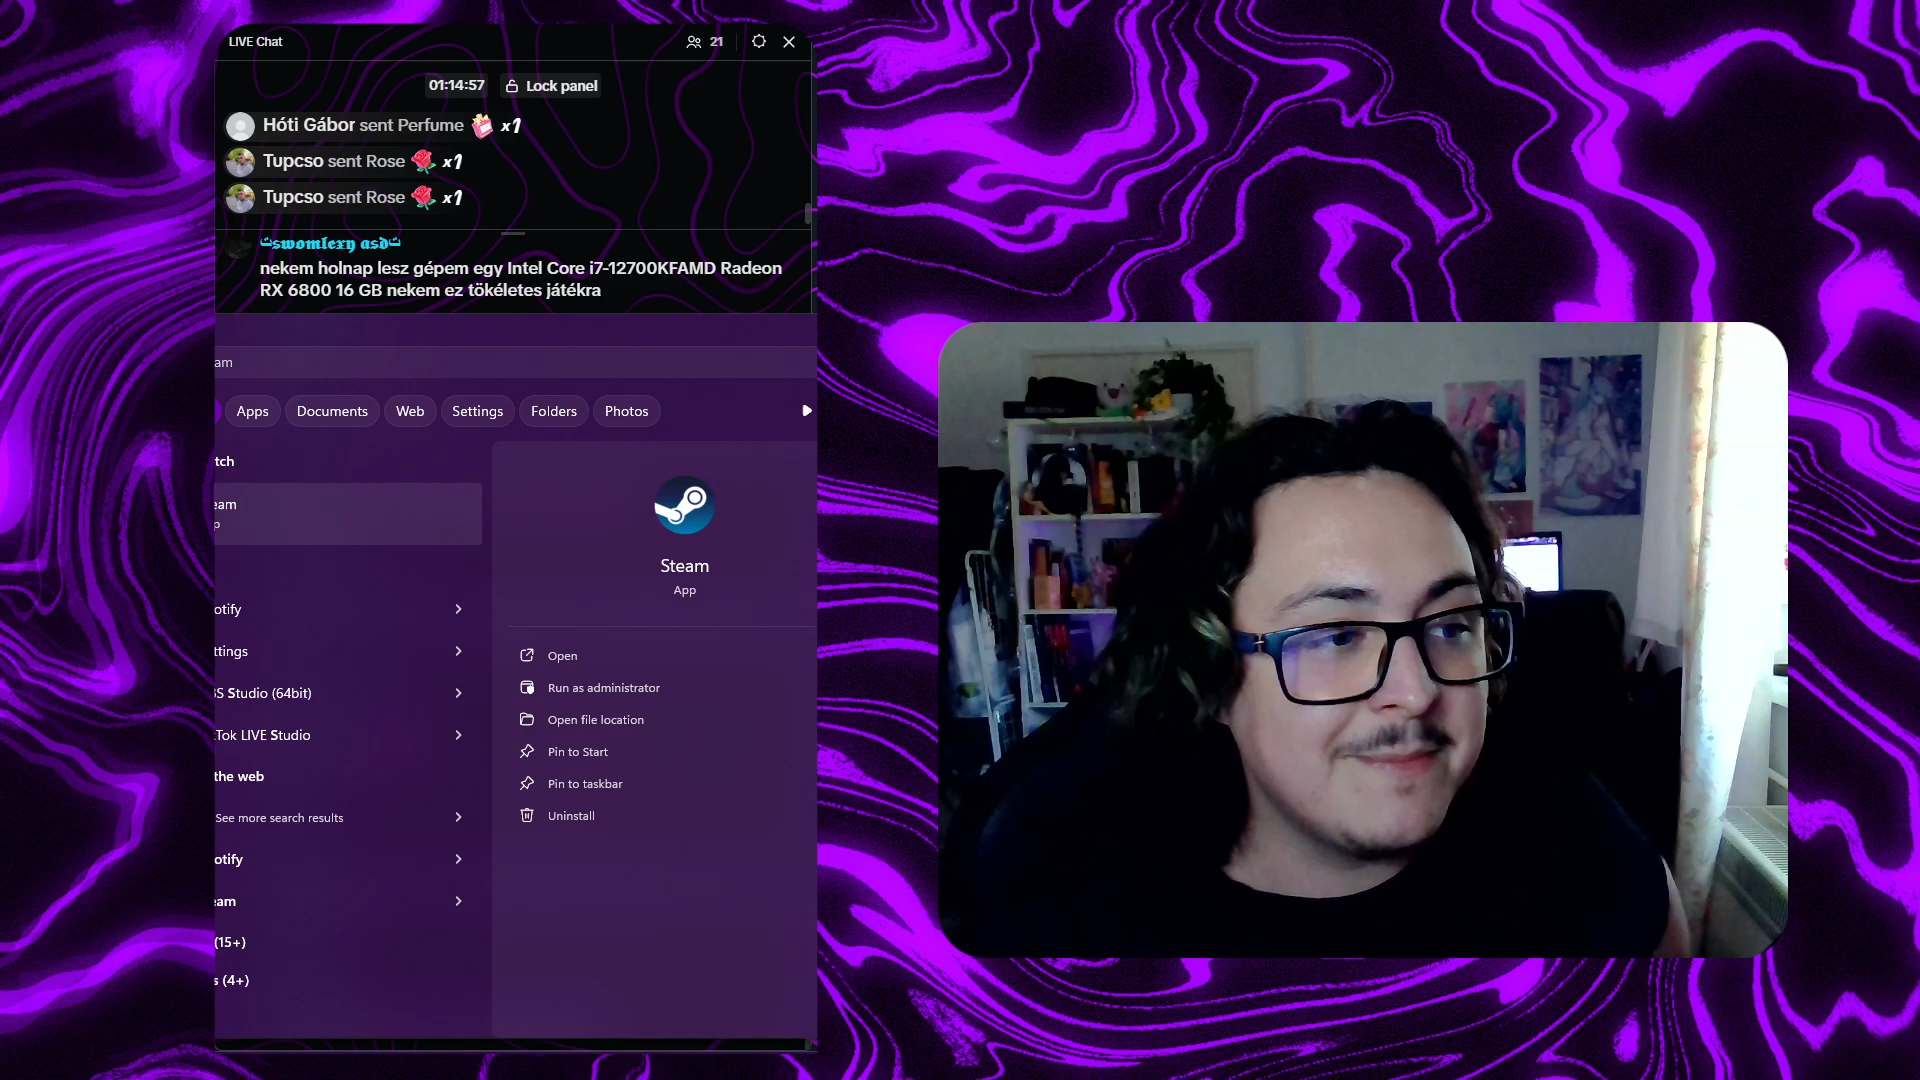 LIVE Chat
21
01:14:57
Lock panel
Hóti Gábor sent Perfume x1
Tupcso sent Rose x1
Tupcso sent Rose x1
swomlexy asd
nekem holnap lesz gépem egy Intel Core i7-12700KFAMD Radeon
RX 6800 16 GB nekem ez tökéletes játékra
am
Apps
Documents
Web
Settings
Folders
Photos
tch
eam
p
otify
ttings
S Studio (64bit)
Tok LIVE Studio
the web
See more search results
otify
eam
(15+)
s (4+)
Steam
App
Open
Run as administrator
Open file location
Pin to Start
Pin to taskbar
Uninstall